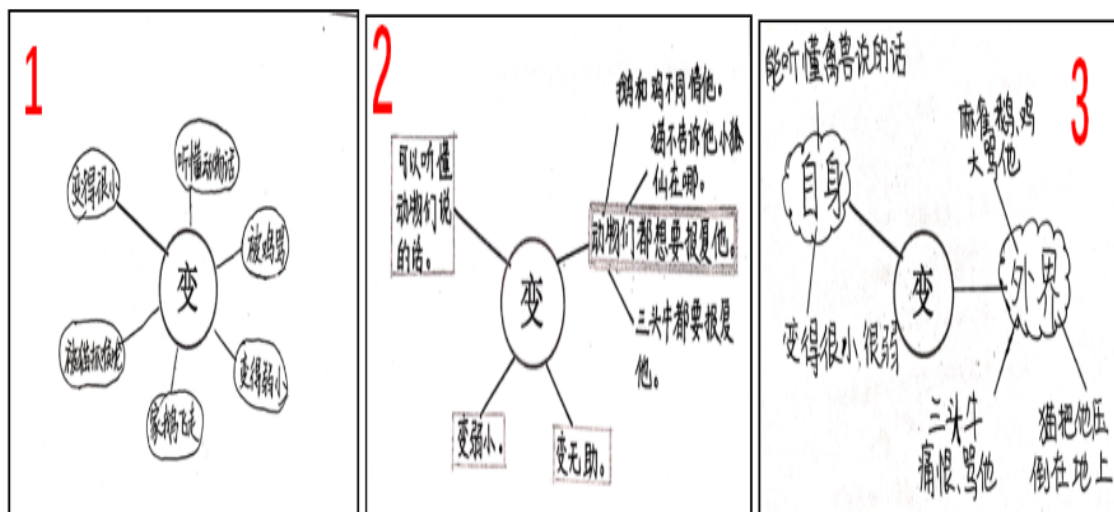 1
听懂动物话
变得很小
被鸡骂
变
变得弱小
家鹅飞走
2
鹅和鸡不同情他。
猫不告诉他小狐
仙在哪。
可以听懂
动物们说
的话。
动物们都想要报复他。
变
三头牛都要报复
他。
变弱小。
变无助。
3
能听懂禽兽说的话
麻雀、鹅、鸡
大骂他
自身
变
外界
变得很小、很弱
三头牛
痛恨、骂他
猫把他压
倒在地上